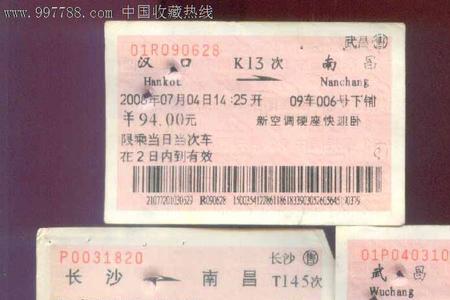 www.997788.com 中国收藏热线
01R090628 武昌 售
汉口 K13次 南昌
Hankou Nanchang
2006年07月04日14:25开 09车006号下铺
¥94.00元 新空调硬座快速卧
限乘当日当次车
在2日内到有效
R090628
P0031820 长沙 售
长沙 南昌 T145次
01P040310
武昌
Wuchang